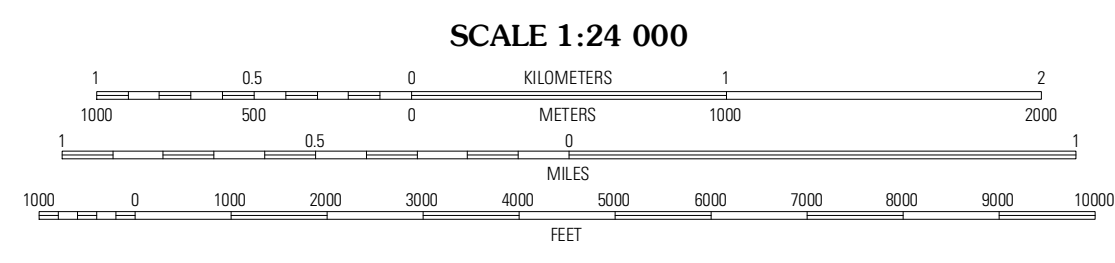 SCALE 1:24 000
1 0.5 0 KILOMETERS 1 2
1000 500 0 METERS 1000 2000
1 0.5 0 1
MILES
1000 0 1000 2000 3000 4000 5000 6000 7000 8000 9000 10000
FEET